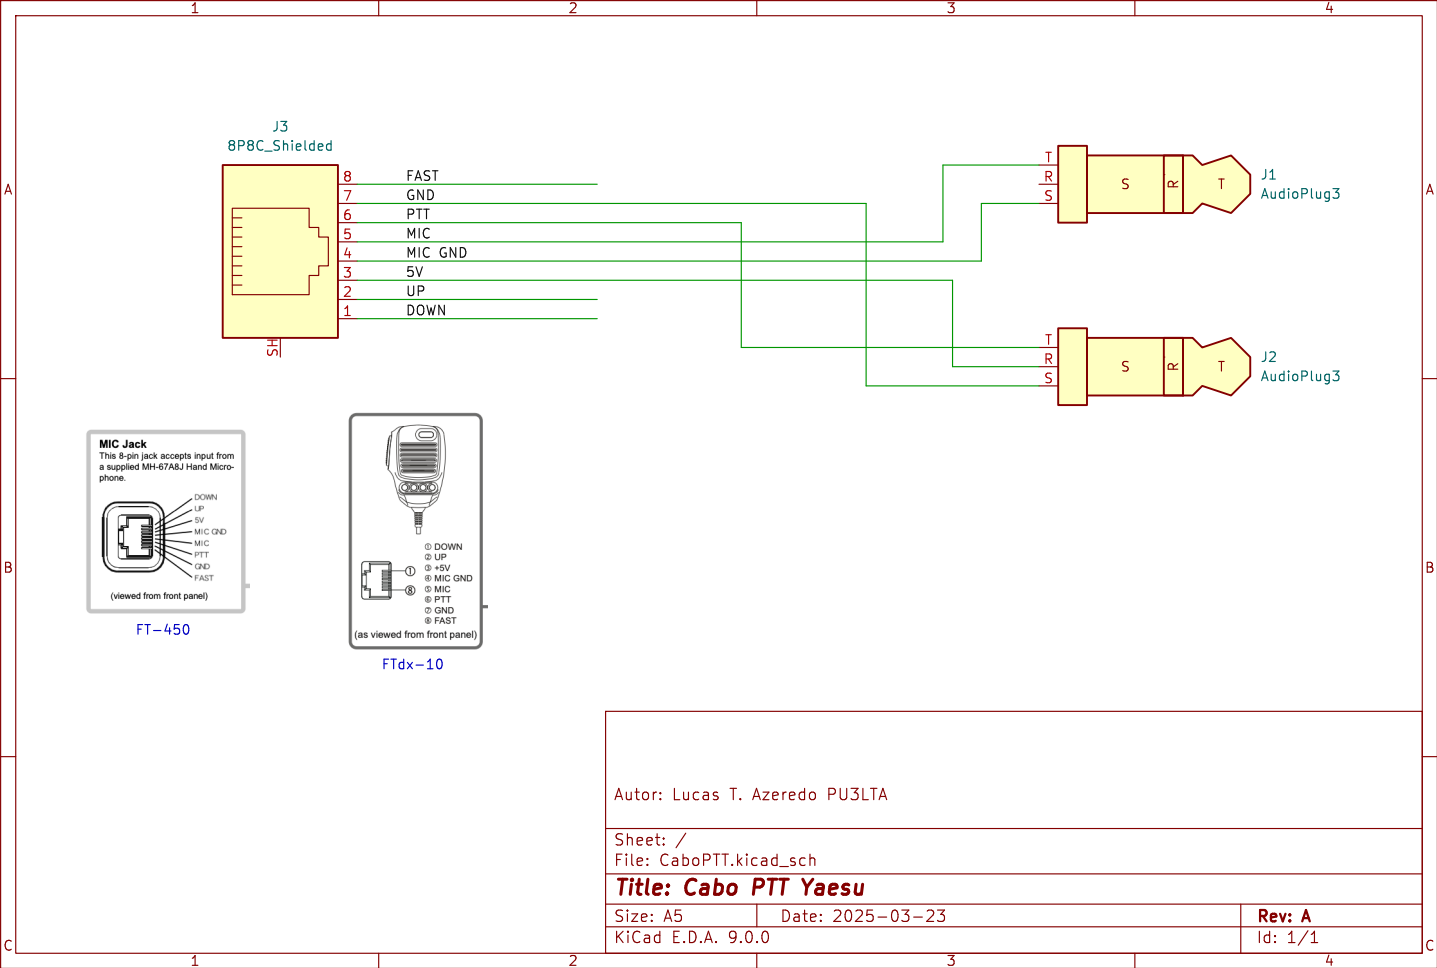 1 2 3 4
J3
8P8C_Shielded
8 FAST
7 GND
6 PTT
5 MIC
4 MIC GND
3 5V
2 UP
1 DOWN
SH
T
R
S
S R T
J1
AudioPlug3
T
R
S
S R T
J2
AudioPlug3
A A
B B
C C
MIC Jack
This 8-pin jack accepts input from
a supplied MH-67A8J Hand Micro-
phone.
DOWN
UP
5V
MIC GND
MIC
PTT
GND
FAST
(viewed from front panel)
FT-450
① ⑧
① DOWN
② UP
③ +5V
④ MIC GND
⑤ MIC
⑥ PTT
⑦ GND
⑧ FAST
(as viewed from front panel)
FTdx-10
Autor: Lucas T. Azeredo PU3LTA
Sheet: /
File: CaboPTT.kicad_sch
Title: Cabo PTT Yaesu
Size: A5 Date: 2025-03-23 Rev: A
KiCad E.D.A. 9.0.0 Id: 1/1
1 2 3 4